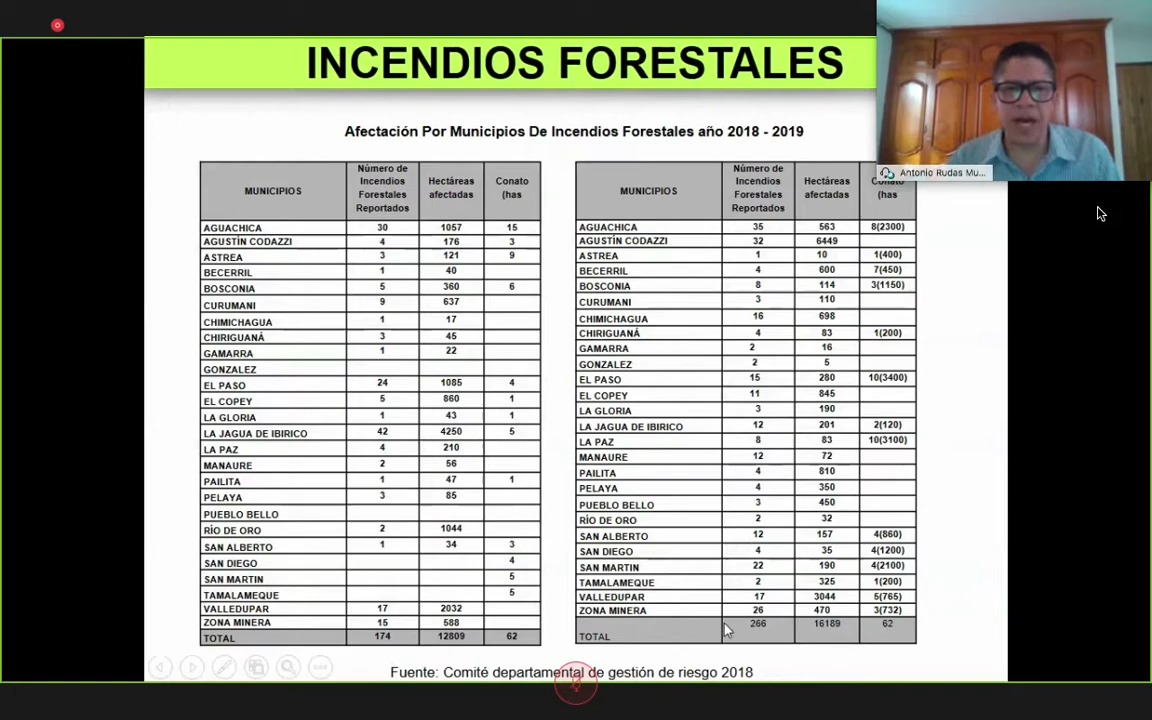 INCENDIOS FORESTALES
Afectación Por Municipios De Incendios Forestales año 2018 - 2019
MUNICIPIOS Número de Incendios Forestales Reportados Hectáreas afectadas Conato (has
AGUACHICA 30 1057 15
AGUSTÍN CODAZZI 4 176 3
ASTREA 3 121 9
BECERRIL 1 40
BOSCONIA 5 360 6
CURUMANI 9 637
CHIMICHAGUA 1 17
CHIRIGUANÁ 3 45
GAMARRA 1 22
GONZALEZ
EL PASO 24 1085 4
EL COPEY 5 860 1
LA GLORIA 1 43 1
LA JAGUA DE IBIRICO 42 4250 5
LA PAZ 4 210
MANAURE 2 56
PAILITA 1 47 1
PELAYA 3 85
PUEBLO BELLO
RÍO DE ORO 2 1044
SAN ALBERTO 1 34 3
SAN DIEGO 4
SAN MARTIN 5
TAMALAMEQUE 5
VALLEDUPAR 17 2032
ZONA MINERA 15 588
TOTAL 174 12809 62
MUNICIPIOS Número de Incendios Forestales Reportados Hectáreas afectadas Conato (has
AGUACHICA 35 563 8(2300)
AGUSTÍN CODAZZI 32 6449
ASTREA 1 10 1(400)
BECERRIL 4 600 7(450)
BOSCONIA 8 114 3(1150)
CURUMANI 3 110
CHIMICHAGUA 16 698
CHIRIGUANÁ 4 83 1(200)
GAMARRA 2 16
GONZALEZ 2 5
EL PASO 15 280 10(3400)
EL COPEY 11 845
LA GLORIA 3 190
LA JAGUA DE IBIRICO 12 201 2(120)
LA PAZ 8 83 10(3100)
MANAURE 12 72
PAILITA 4 810
PELAYA 4 350
PUEBLO BELLO 3 450
RÍO DE ORO 2 32
SAN ALBERTO 12 157 4(860)
SAN DIEGO 4 35 4(1200)
SAN MARTIN 22 190 4(2100)
TAMALAMEQUE 2 325 1(200)
VALLEDUPAR 17 3044 5(765)
ZONA MINERA 26 470 3(732)
TOTAL 266 16189 62
Fuente: Comité departamental de gestión de riesgo 2018
Antonio Rudas Mu...